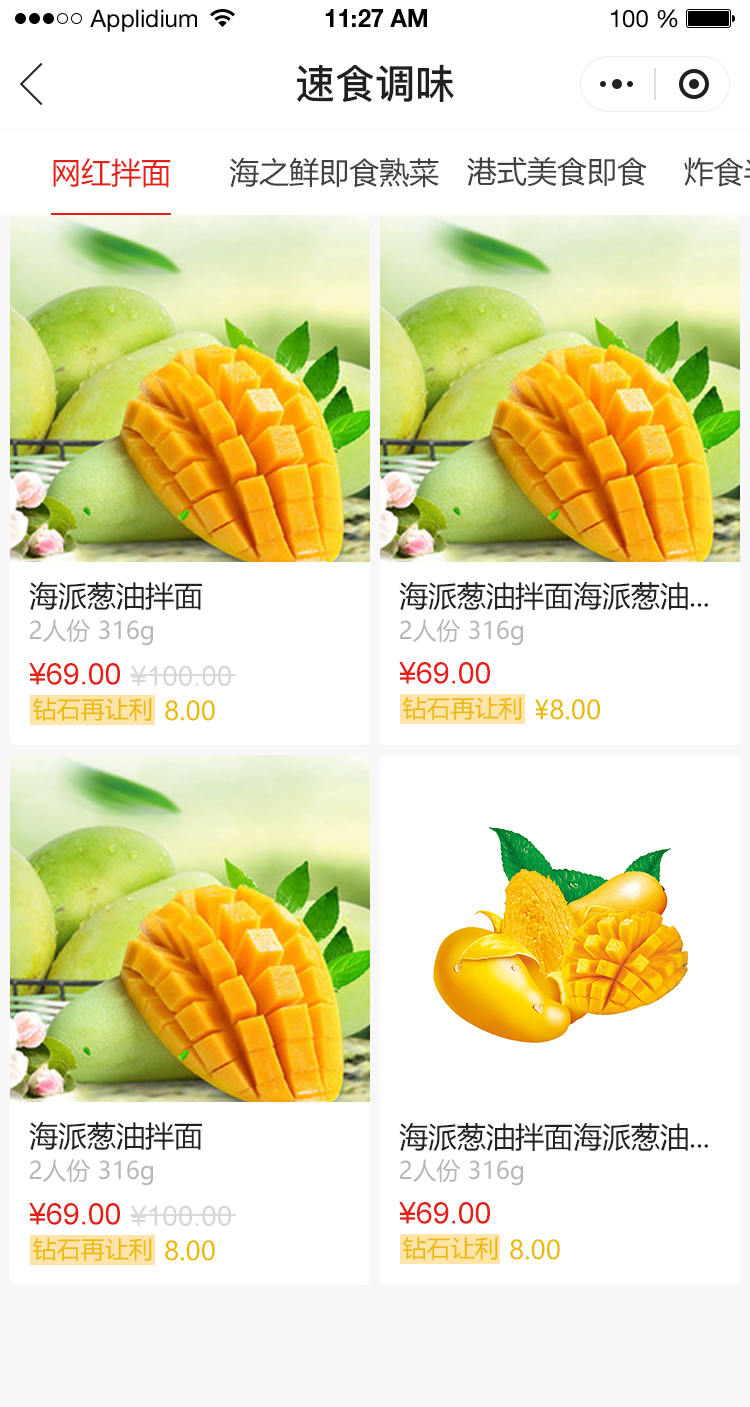 Applidium 11:27 AM 100 %
速食调味
网红拌面 海之鲜即食熟菜 港式美食即食 炸食
海派葱油拌面
2人份 316g
¥69.00 ¥100.00
钻石再让利 8.00
海派葱油拌面海派葱油...
2人份 316g
¥69.00
钻石再让利 ¥8.00
海派葱油拌面
2人份 316g
¥69.00 ¥100.00
钻石再让利 8.00
海派葱油拌面海派葱油...
2人份 316g
¥69.00
钻石让利 8.00